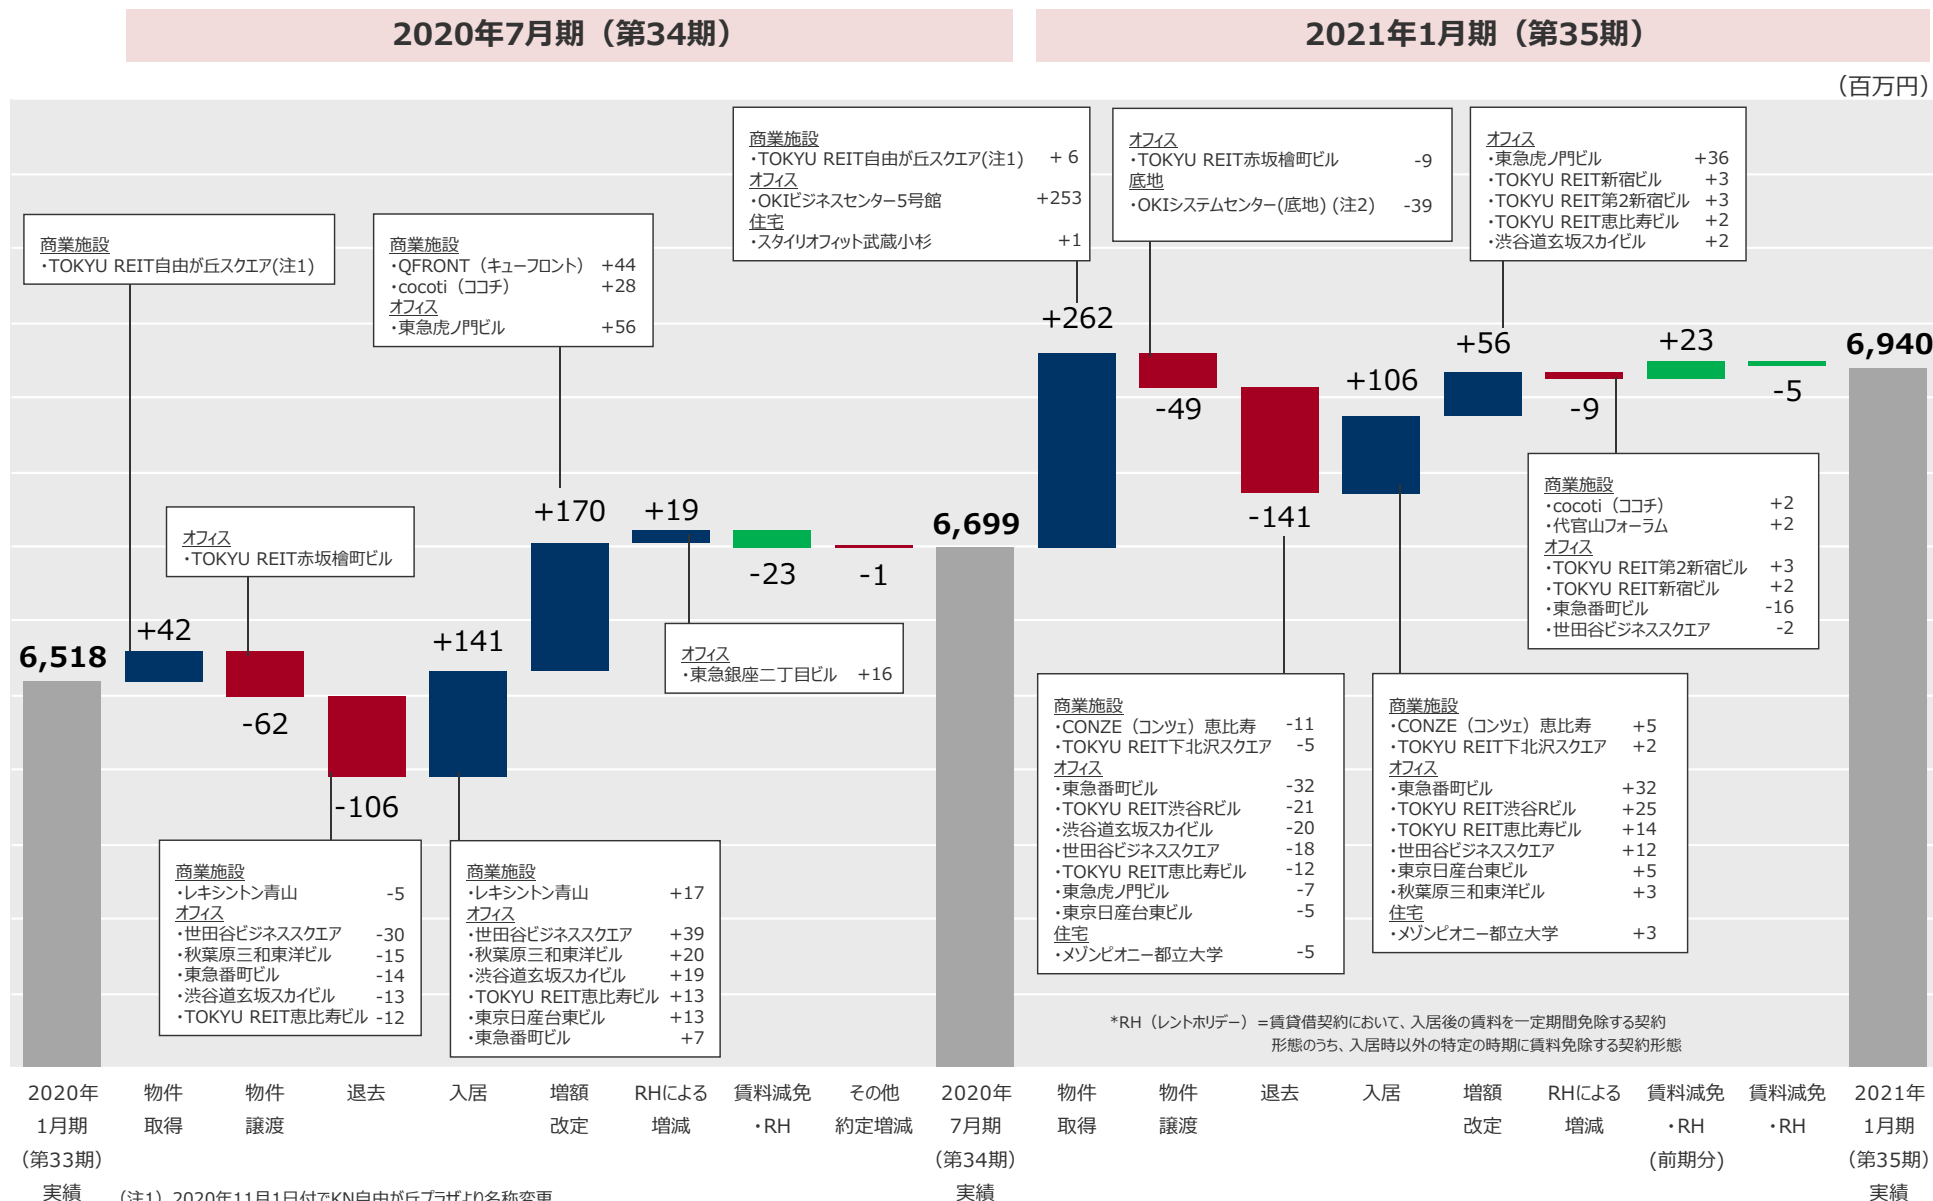 2020年7月期（第34期）
2021年1月期（第35期）
（百万円）
商業施設
・TOKYU REIT自由が丘スクエア(注1)
商業施設
・QFRONT（キューフロント） +44
・cocoti（ココチ） +28
オフィス
・東急虎ノ門ビル +56
商業施設
・TOKYU REIT自由が丘スクエア(注1) + 6
オフィス
・OKIビジネスセンター5号館 +253
住宅
・スタイリオフィット武蔵小杉 +1
オフィス
・TOKYU REIT赤坂檜町ビル -9
底地
・OKIシステムセンター(底地) (注2) -39
オフィス
・東急虎ノ門ビル +36
・TOKYU REIT新宿ビル +3
・TOKYU REIT第2新宿ビル +3
・TOKYU REIT恵比寿ビル +2
・渋谷道玄坂スカイビル +2
オフィス
・TOKYU REIT赤坂檜町ビル
6,518
+42
-62
-106
+141
+170
+19
-23
-1
6,699
+262
-49
-141
+106
+56
-9
+23
-5
6,940
オフィス
・東急銀座二丁目ビル +16
商業施設
・cocoti（ココチ） +2
・代官山フォーラム +2
オフィス
・TOKYU REIT第2新宿ビル +3
・TOKYU REIT新宿ビル +2
・東急番町ビル -16
・世田谷ビジネススクエア -2
商業施設
・レキシントン青山 -5
オフィス
・世田谷ビジネススクエア -30
・秋葉原三和東洋ビル -15
・東急番町ビル -14
・渋谷道玄坂スカイビル -13
・TOKYU REIT恵比寿ビル -12
商業施設
・レキシントン青山 +17
オフィス
・世田谷ビジネススクエア +39
・秋葉原三和東洋ビル +20
・渋谷道玄坂スカイビル +19
・TOKYU REIT恵比寿ビル +13
・東京日産台東ビル +13
・東急番町ビル +7
商業施設
・CONZE（コンツェ）恵比寿 -11
・TOKYU REIT下北沢スクエア -5
オフィス
・東急番町ビル -32
・TOKYU REIT渋谷Rビル -21
・渋谷道玄坂スカイビル -20
・世田谷ビジネススクエア -18
・TOKYU REIT恵比寿ビル -12
・東急虎ノ門ビル -7
・東京日産台東ビル -5
住宅
・メゾンピオニー都立大学 -5
商業施設
・CONZE（コンツェ）恵比寿 +5
・TOKYU REIT下北沢スクエア +2
オフィス
・東急番町ビル +32
・TOKYU REIT渋谷Rビル +25
・TOKYU REIT恵比寿ビル +14
・世田谷ビジネススクエア +12
・東京日産台東ビル +5
・秋葉原三和東洋ビル +3
住宅
・メゾンピオニー都立大学 +3
*RH（レントホリデー）=賃貸借契約において、入居後の賃料を一定期間免除する契約
形態のうち、入居時以外の特定の時期に賃料免除する契約形態
2020年
1月期
（第33期）
実績
物件
取得
物件
譲渡
退去
入居
増額
改定
RHによる
増減
賃料減免
・RH
その他
約定増減
2020年
7月期
（第34期）
実績
物件
取得
物件
譲渡
退去
入居
増額
改定
RHによる
増減
賃料減免
・RH
(前期分)
賃料減免
・RH
2021年
1月期
（第35期）
実績
（注1）2020年11月1日付でKN自由が丘プラザより名称変更